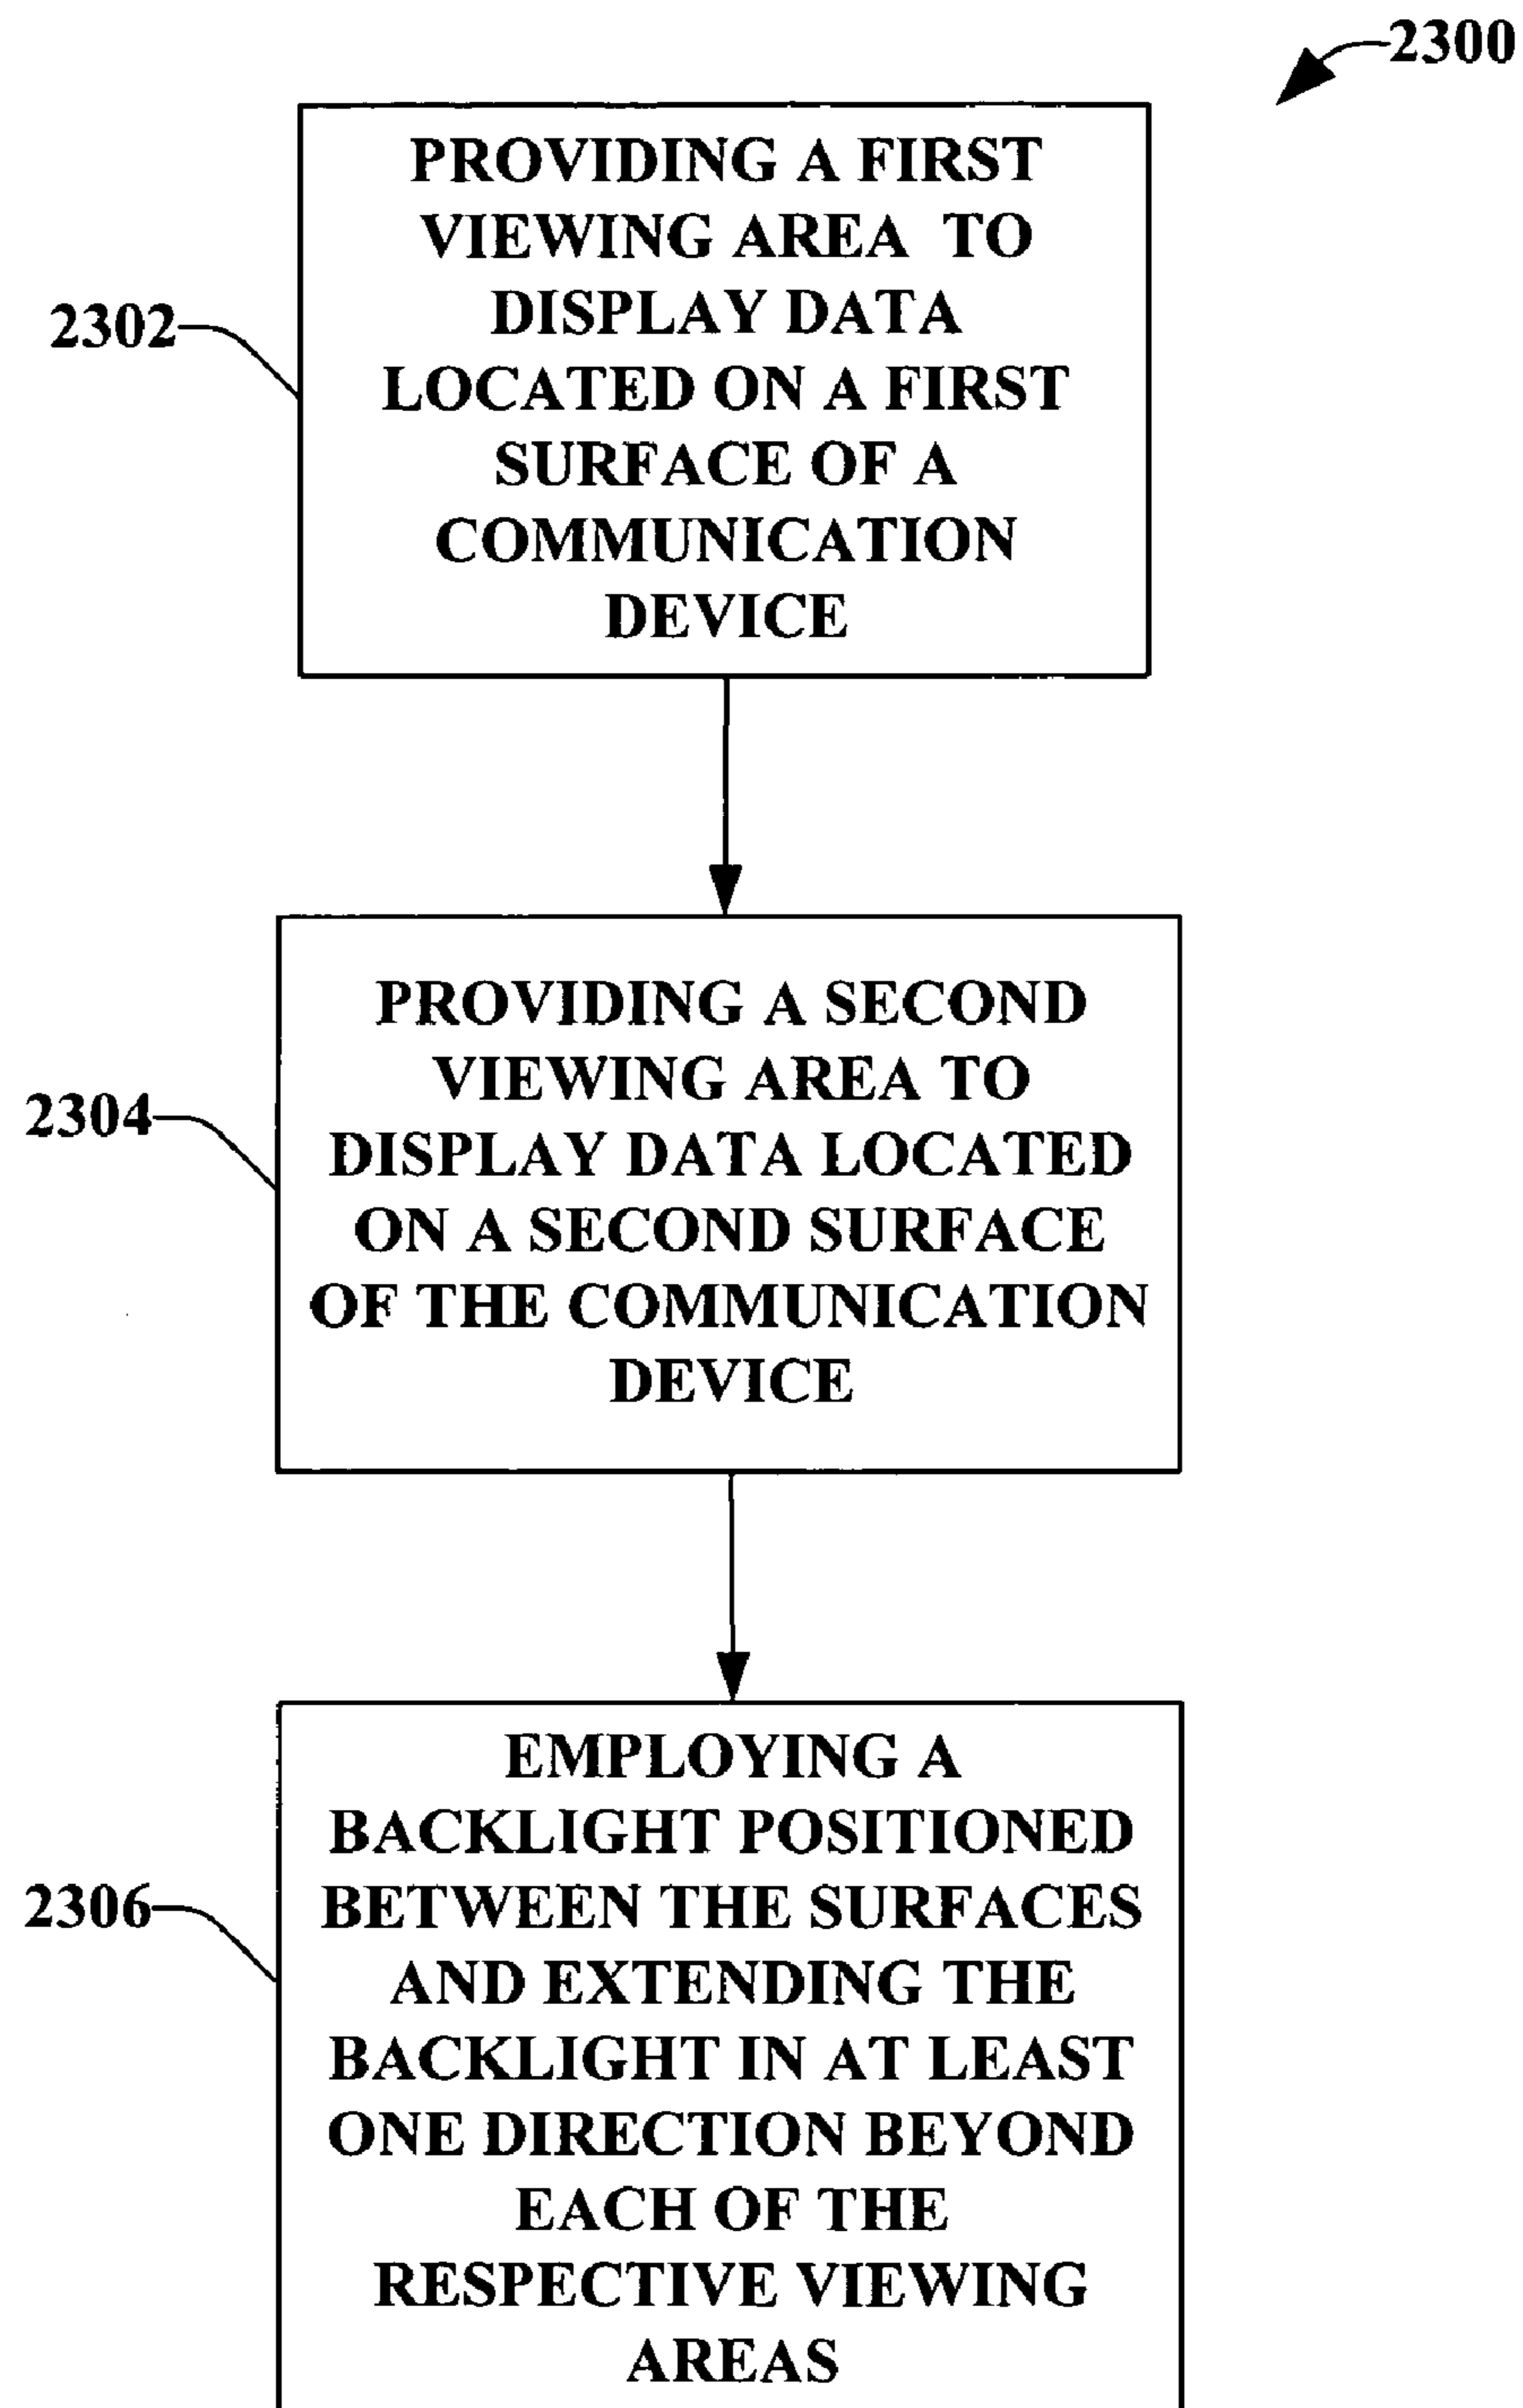 2300
PROVIDING A FIRST
VIEWING AREA TO
DISPLAY DATA
LOCATED ON A FIRST
SURFACE OF A
COMMUNICATION
DEVICE
2302
PROVIDING A SECOND
VIEWING AREA TO
DISPLAY DATA LOCATED
ON A SECOND SURFACE
OF THE COMMUNICATION
DEVICE
2304
EMPLOYING A
BACKLIGHT POSITIONED
BETWEEN THE SURFACES
AND EXTENDING THE
BACKLIGHT IN AT LEAST
ONE DIRECTION BEYOND
EACH OF THE
RESPECTIVE VIEWING
AREAS
2306